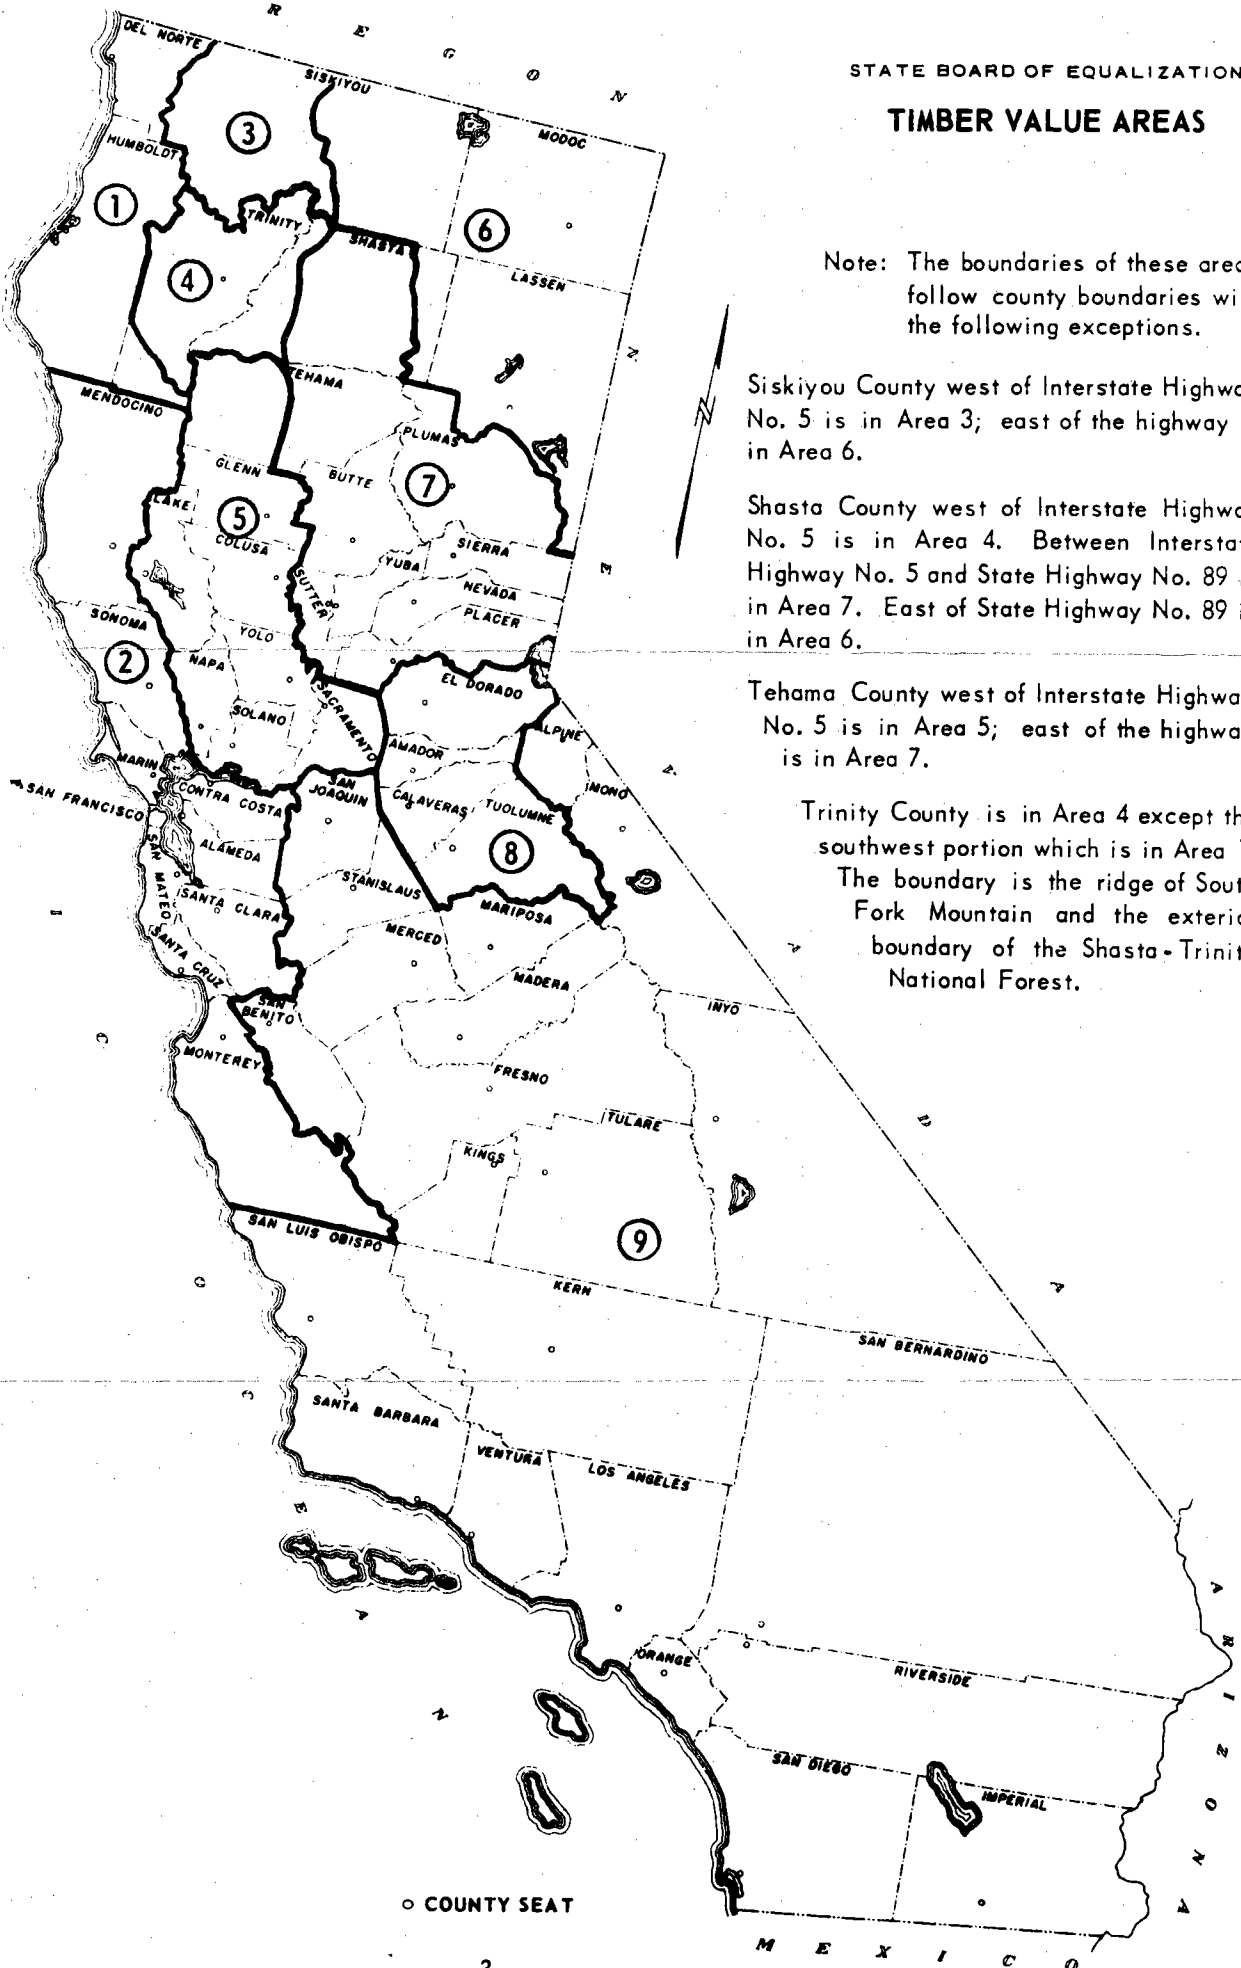 O R E G O N
STATE BOARD OF EQUALIZATION
TIMBER VALUE AREAS
Note: The boundaries of these area
follow county boundaries wi
the following exceptions.
Siskiyou County west of Interstate Highwa
No. 5 is in Area 3; east of the highway
in Area 6.
Shasta County west of Interstate Highwa
No. 5 is in Area 4. Between Interstat
Highway No. 5 and State Highway No. 89
in Area 7. East of State Highway No. 89 i
in Area 6.
Tehama County west of Interstate Highwa
No. 5 is in Area 5; east of the highwa
is in Area 7.
Trinity County is in Area 4 except th
southwest portion which is in Area
The boundary is the ridge of Sout
Fork Mountain and the exterio
boundary of the Shasta-Trinit
National Forest.
DEL NORTE
SISKIYOU
MODOC
3
HUMBOLDT
1
TRINITY
SHASTA
6
4
LASSEN
TEHAMA
MENDOCINO
PLUMAS
GLENN
BUTTE
7
LAKE
5
COLUSA
SIERRA
YUBA
SUTTER
NEVADA
PLACER
SONOMA
YOLO
2
NAPA
EL DORADO
SACRAMENTO
SOLANO
ALPINE
AMADOR
MARIN
SAN JOAQUIN
CONTRA COSTA
SAN FRANCISCO
CALAVERAS
TUOLUMNE
MONO
ALAMEDA
8
SAN MATEO
STANISLAUS
SANTA CLARA
MARIPOSA
MERCED
SANTA CRUZ
MADERA
SAN BENITO
INYO
MONTEREY
FRESNO
TULARE
KINGS
9
SAN LUIS OBISPO
KERN
SAN BERNARDINO
SANTA BARBARA
VENTURA
LOS ANGELES
ORANGE
RIVERSIDE
SAN DIEGO
IMPERIAL
N
N E V A D A
A R I Z O N A
M E X I C O
COUNTY SEAT